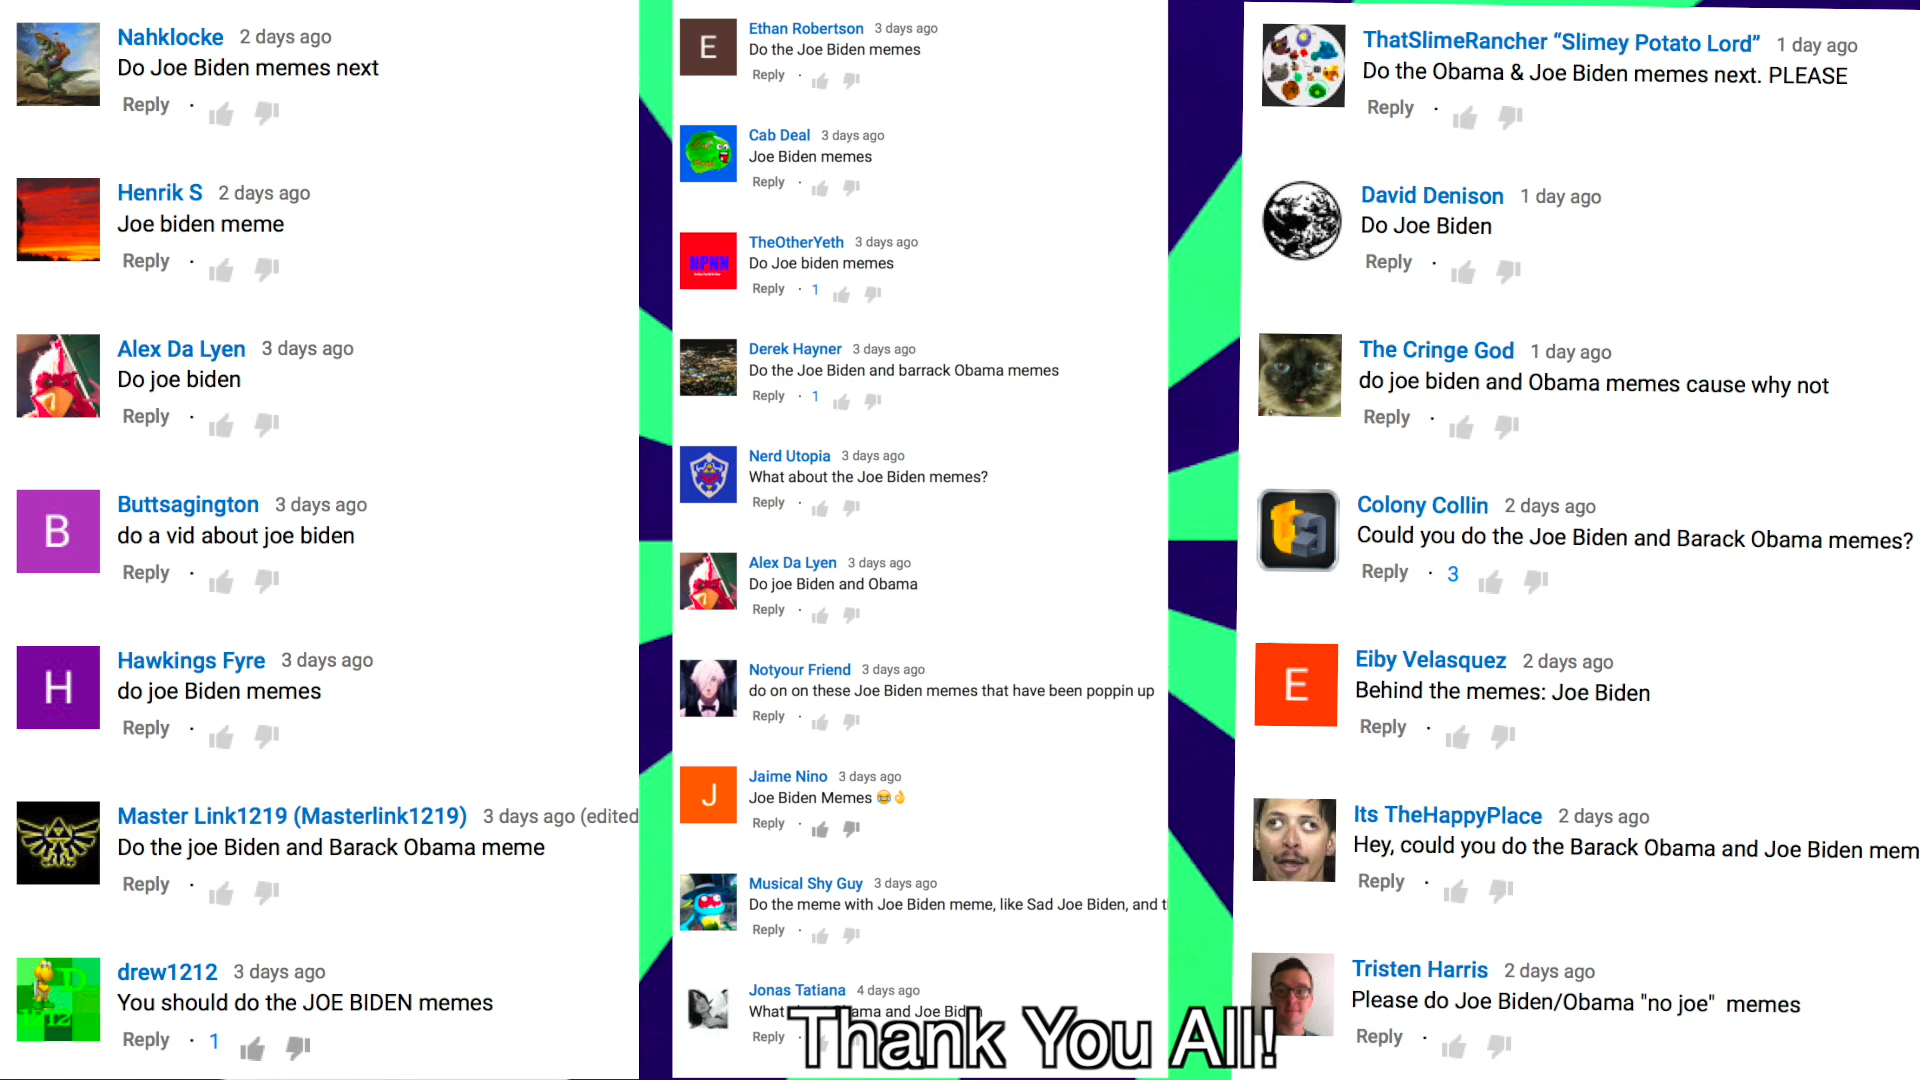 Nahklocke 2 days ago
Do Joe Biden memes next
Reply ·
Henrik S 2 days ago
Joe biden meme
Reply ·
Alex Da Lyen 3 days ago
Do joe biden
Reply ·
B
Buttsagington 3 days ago
do a vid about joe biden
Reply ·
H
Hawkings Fyre 3 days ago
do joe Biden memes
Reply ·
Master Link1219 (Masterlink1219) 3 days ago (edited
Do the joe Biden and Barack Obama meme
Reply ·
drew1212 3 days ago
You should do the JOE BIDEN memes
Reply · 1
E
Ethan Robertson 3 days ago
Do the Joe Biden memes
Reply ·
Cab Deal 3 days ago
Joe Biden memes
Reply ·
NPNN
TheOtherYeth 3 days ago
Do Joe biden memes
Reply · 1
Derek Hayner 3 days ago
Do the Joe Biden and barrack Obama memes
Reply · 1
Nerd Utopia 3 days ago
What about the Joe Biden memes?
Reply ·
Alex Da Lyen 3 days ago
Do joe Biden and Obama
Reply ·
Notyour Friend 3 days ago
do on on these Joe Biden memes that have been poppin up
Reply ·
J
Jaime Nino 3 days ago
Joe Biden Memes 😂👌
Reply ·
Musical Shy Guy 3 days ago
Do the meme with Joe Biden meme, like Sad Joe Biden, and t
Reply ·
Jonas Tatiana 4 days ago
What ama and Joe Biden
Reply ·
ThatSlimeRancher “Slimey Potato Lord” 1 day ago
Do the Obama & Joe Biden memes next. PLEASE
Reply ·
David Denison 1 day ago
Do Joe Biden
Reply ·
The Cringe God 1 day ago
do joe biden and Obama memes cause why not
Reply ·
Colony Collin 2 days ago
Could you do the Joe Biden and Barack Obama memes?
Reply · 3
E
Eiby Velasquez 2 days ago
Behind the memes: Joe Biden
Reply ·
Its TheHappyPlace 2 days ago
Hey, could you do the Barack Obama and Joe Biden mem
Reply ·
Tristen Harris 2 days ago
Please do Joe Biden/Obama "no joe" memes
Reply ·
Thank You All!